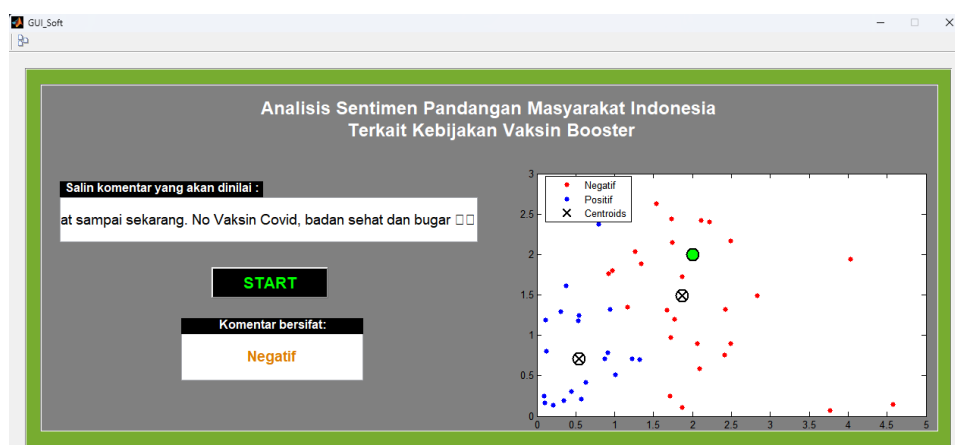 GUI_Soft
Analisis Sentimen Pandangan Masyarakat Indonesia
Terkait Kebijakan Vaksin Booster
Salin komentar yang akan dinilai :
at sampai sekarang. No Vaksin Covid, badan sehat dan bugar □□
START
Komentar bersifat:
Negatif
Negatif
Positif
Centroids
3
2.5
2
1.5
1
0.5
0
0 0.5 1 1.5 2 2.5 3 3.5 4 4.5 5